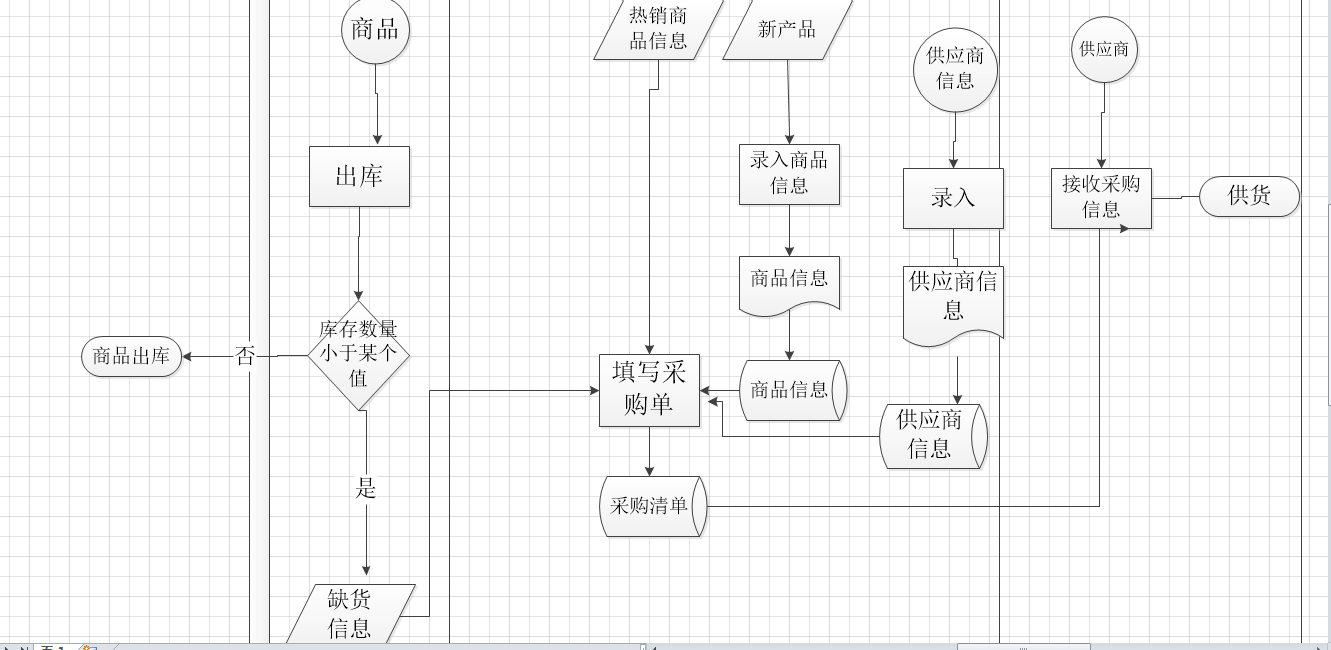 商品
出库
库存数量
小于某个
值
否
商品出库
是
缺货
信息
热销商
品信息
新产品
录入商品
信息
商品信息
商品信息
填写采
购单
采购清单
供应商
信息
录入
供应商信
息
供应商
信息
供应商
接收采购
信息
供货